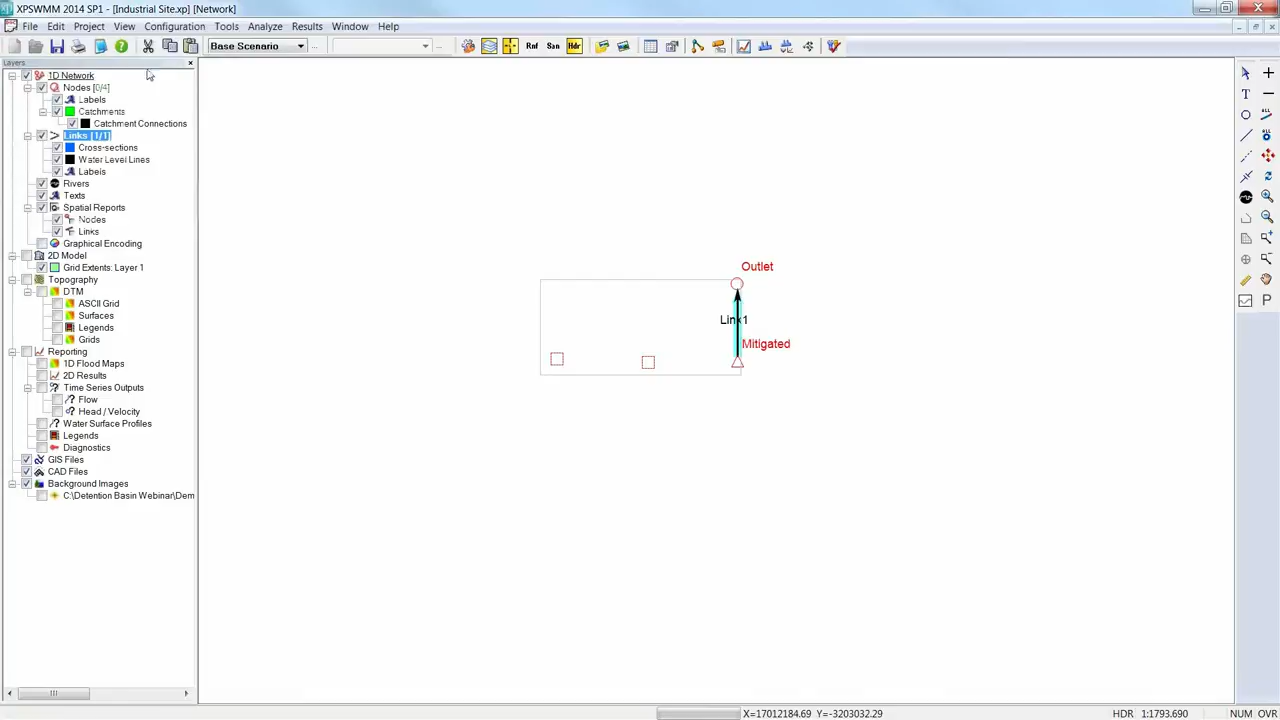 XPSWMM 2014 SP1 - [Industrial Site.xp] [Network]
File Edit Project View Configuration Tools Analyze Results Window Help
Base Scenario ... ... Rnf San Hdr
Layers
1D Network
Nodes [0/4]
Labels
Catchments
Catchment Connections
Links [1/1]
Cross-sections
Water Level Lines
Labels
Rivers
Texts
Spatial Reports
Nodes
Links
Graphical Encoding
2D Model
Grid Extents: Layer 1
Topography
DTM
ASCII Grid
Surfaces
Legends
Grids
Reporting
1D Flood Maps
2D Results
Time Series Outputs
Flow
Head / Velocity
Water Surface Profiles
Legends
Diagnostics
GIS Files
CAD Files
Background Images
C:\Detention Basin Webinar\Dem
Outlet
Link1
Mitigated
T
P
X=17012184.69 Y=-3203032.29 HDR 1:1793.690 NUM OVR